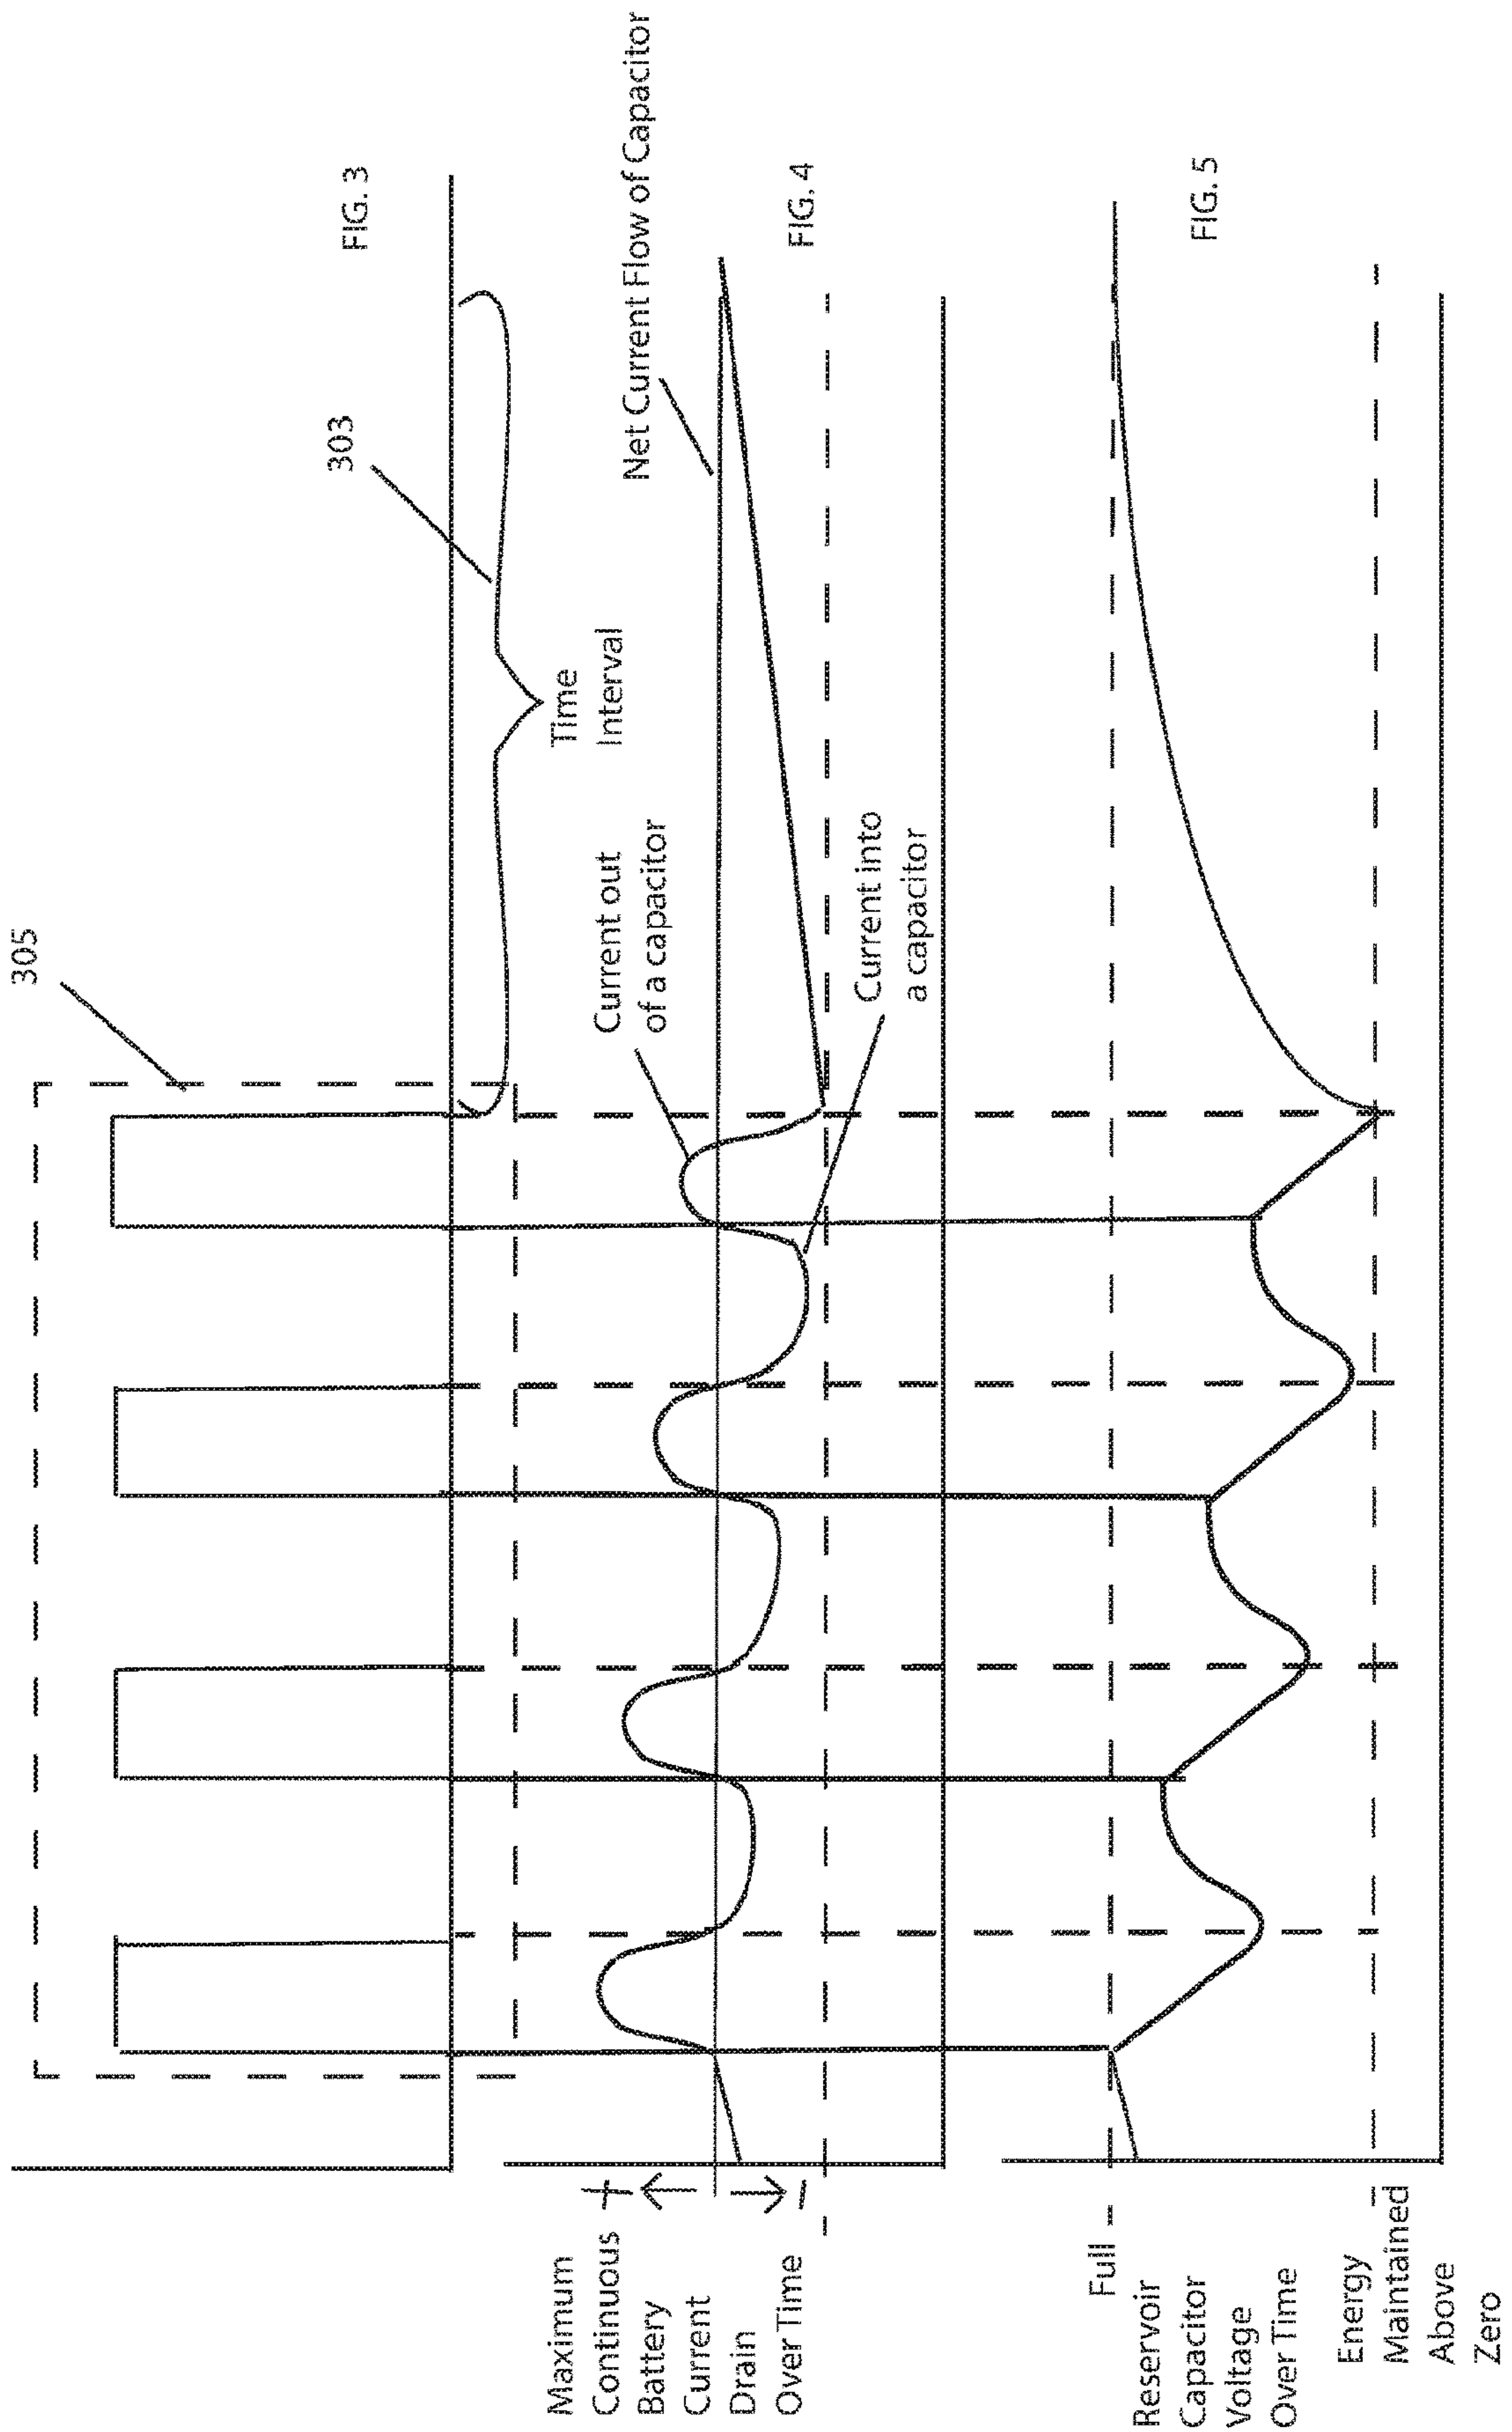 305
303
FIG. 3
Time
Interval
Maximum
Continuous
Battery
Current
Drain
Over Time
+
−
Current out
of a capacitor
Net Current Flow of Capacitor
Current into
a capacitor
FIG. 4
Full
Reservoir
Capacitor
Voltage
Over Time
Energy
Maintained
Above
Zero
FIG. 5